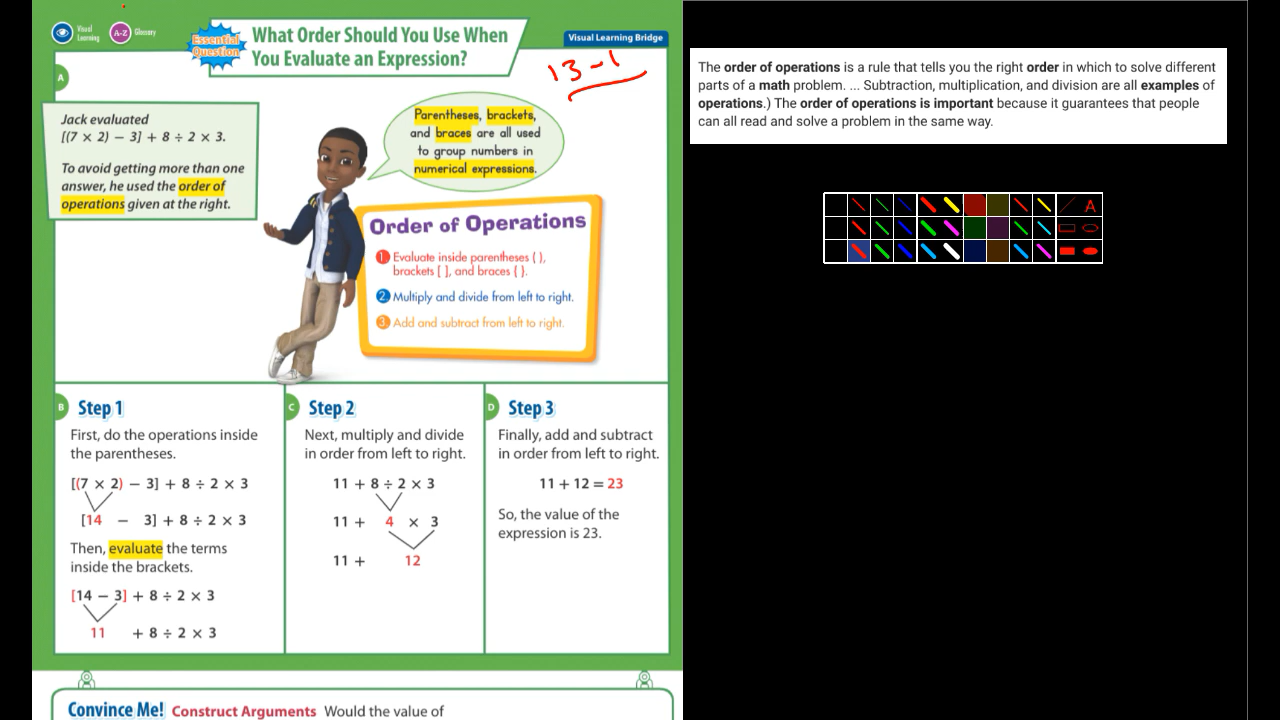 Visual
Learning
A-Z
Glossary
Essential
Question
What Order Should You Use When
You Evaluate an Expression?
Visual Learning Bridge
13-1
A
Jack evaluated
[(7 × 2) − 3] + 8 ÷ 2 × 3.
To avoid getting more than one
answer, he used the order of
operations given at the right.
Parentheses, brackets,
and braces are all used
to group numbers in
numerical expressions.
Order of Operations
1 Evaluate inside parentheses ( ),
brackets [ ], and braces { }.
2 Multiply and divide from left to right.
3 Add and subtract from left to right.
B Step 1
First, do the operations inside
the parentheses.
[(7 × 2) − 3] + 8 ÷ 2 × 3
[14 − 3] + 8 ÷ 2 × 3
Then, evaluate the terms
inside the brackets.
[14 − 3] + 8 ÷ 2 × 3
11 + 8 ÷ 2 × 3
C Step 2
Next, multiply and divide
in order from left to right.
11 + 8 ÷ 2 × 3
11 + 4 × 3
11 + 12
D Step 3
Finally, add and subtract
in order from left to right.
11 + 12 = 23
So, the value of the
expression is 23.
Convince Me! Construct Arguments Would the value of
The order of operations is a rule that tells you the right order in which to solve different
parts of a math problem. ... Subtraction, multiplication, and division are all examples of
operations.) The order of operations is important because it guarantees that people
can all read and solve a problem in the same way.
A